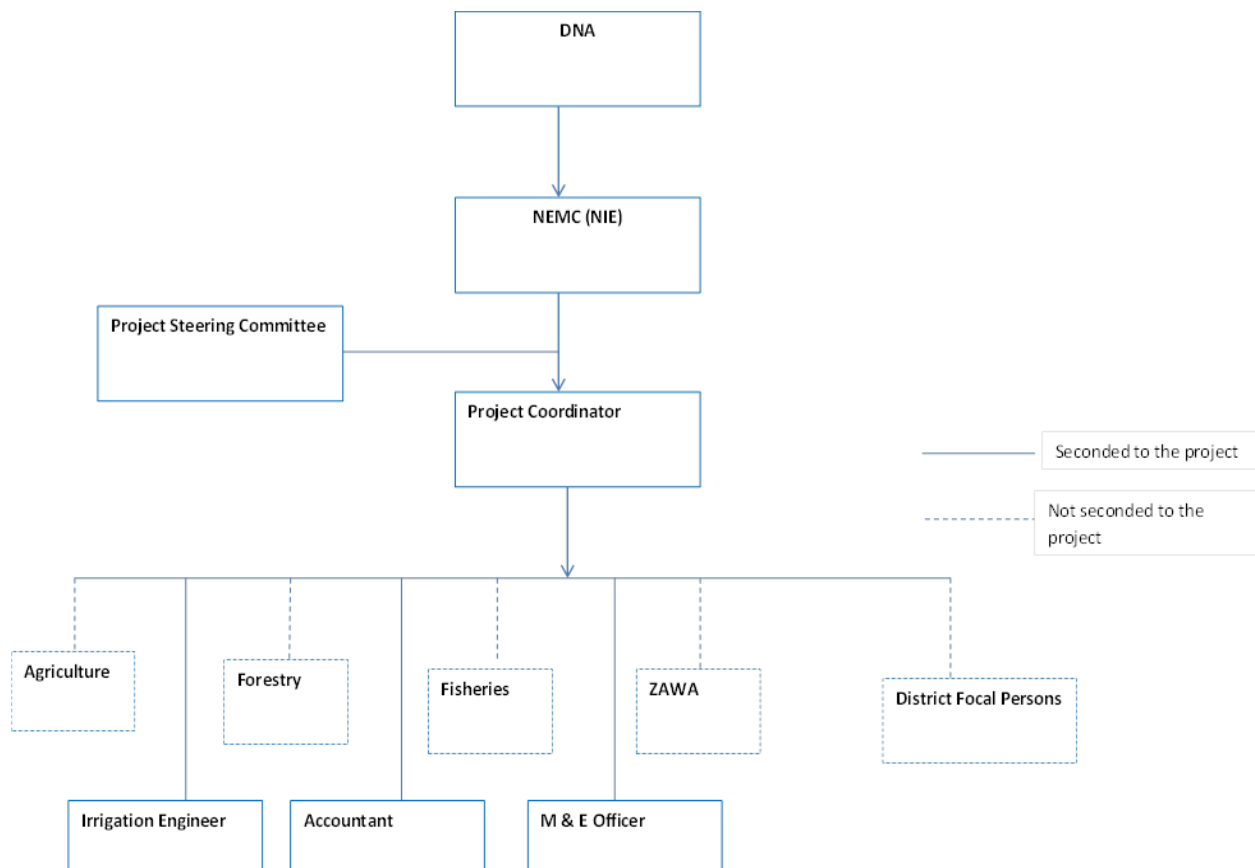 DNA
NEMC (NIE)
Project Steering Committee
Project Coordinator
Seconded to the project
Not seconded to the
project
Agriculture
Forestry
Fisheries
ZAWA
District Focal Persons
Irrigation Engineer
Accountant
M & E Officer